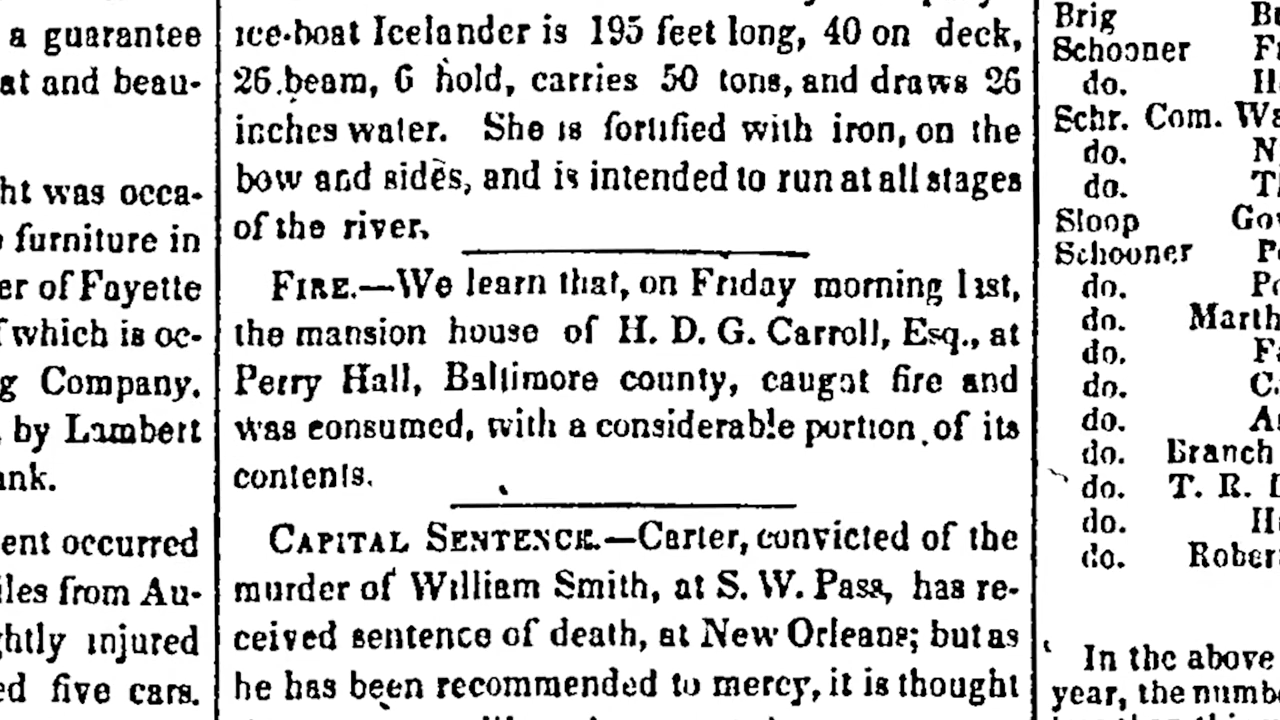 a guarantee
at and beau-
ht was occa-
furniture in
er of Fayette
which is oc-
g Company.
by Lambert
ank.
ent occurred
iles from Au-
ghtly injured
ed five cars.
ice-boat Icelander is 195 feet long, 40 on deck,
26 beam, 6 hold, carries 50 tons, and draws 26
inches water. She is fortified with iron, on the
bow and sides, and is intended to run at all stages
of the river.
FIRE.—We learn that, on Friday morning last,
the mansion house of H. D. G. Carroll, Esq., at
Perry Hall, Baltimore county, caught fire and
was consumed, with a considerable portion of its
contents.
CAPITAL SENTENCE.—Carter, convicted of the
murder of William Smith, at S. W. Pass, has re-
ceived sentence of death, at New Orleans; but as
he has been recommended to mercy, it is thought
Brig
Schooner
do.
Schr. Com. Wa
do. N
do.
Sloop Gov
Schooner
do.
do. Marth
do.
do.
do.
do. Branch
do. T. R.
do.
do. Rober
In the above
year, the numb